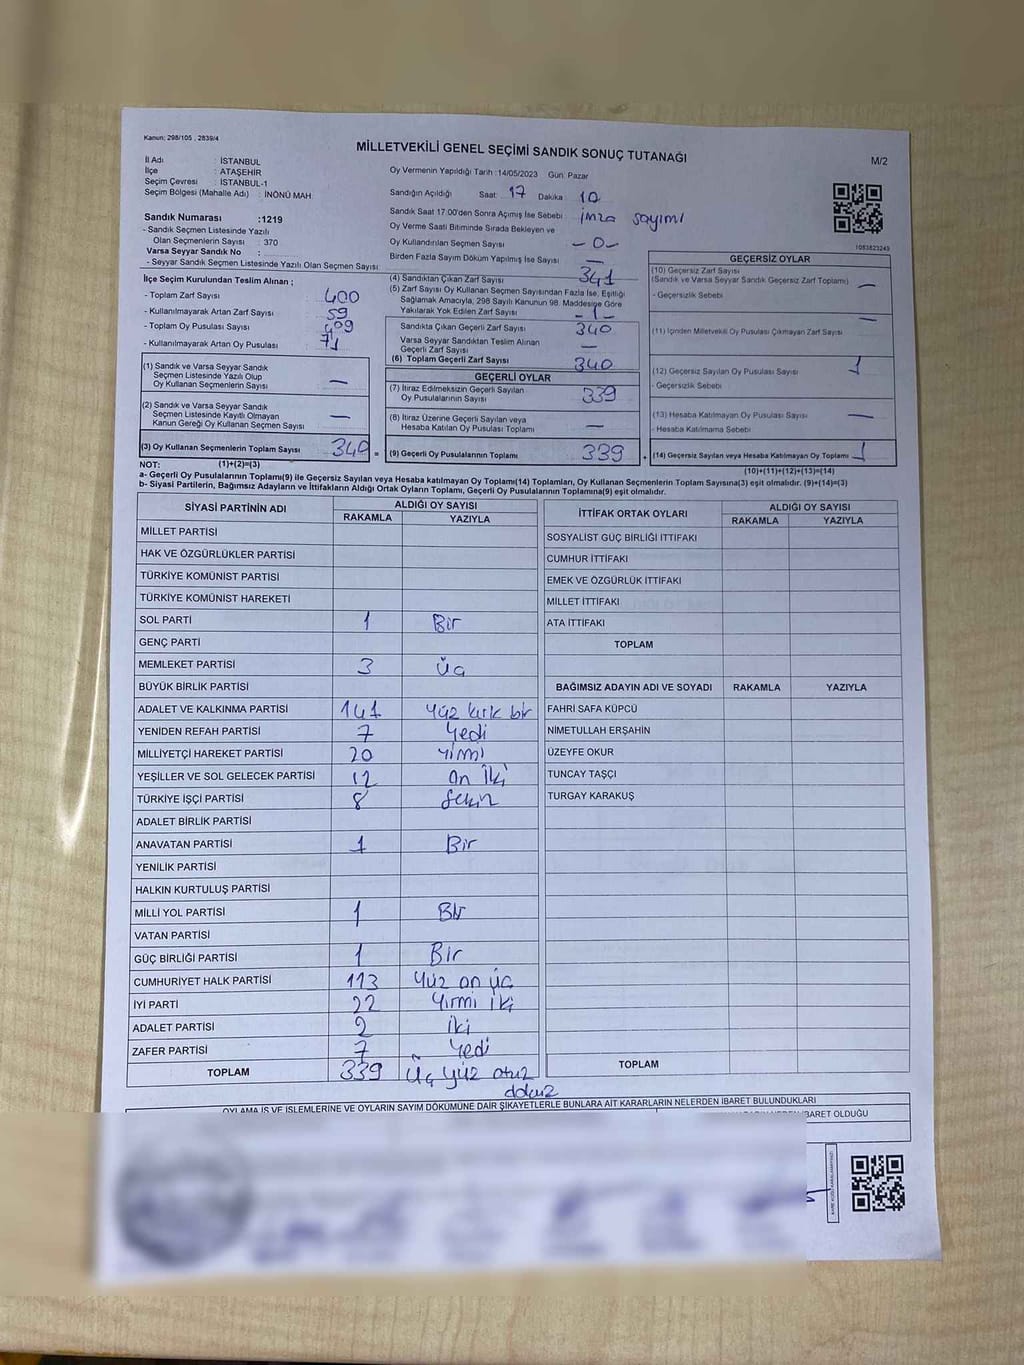 Kanun: 298/105 , 2839/4
MİLLETVEKİLİ GENEL SEÇİMİ SANDIK SONUÇ TUTANAĞI
M/2
İl Adı : İSTANBUL
İlçe : ATAŞEHİR
Seçim Çevresi : İSTANBUL-1
Seçim Bölgesi (Mahalle Adı) : İNÖNÜ MAH
Oy Vermenin Yapıldığı Tarih :14/05/2023 Gün: Pazar
Sandığın Açıldığı Saat: 17 Dakika 10
Sandık Saat 17:00'den Sonra Açımış İse Sebebi : imza sayımı
Oy Verme Saati Bitiminde Sırada Bekleyen ve
Oy Kullandırılan Seçmen Sayısı : -0-
Birden Fazla Sayım Döküm Yapılmış İse Sayısı : —
1083823243
Sandık Numarası :1219
- Sandık Seçmen Listesinde Yazılı
Olan Seçmenlerin Sayısı : 370
Varsa Seyyar Sandık No :
- Seyyar Sandık Seçmen Listesinde Yazılı Olan Seçmen Sayısı
İlçe Seçim Kurulundan Teslim Alınan ;
- Toplam Zarf Sayısı : 400
- Kullanılmayarak Artan Zarf Sayısı : 59
- Toplam Oy Pusulası Sayısı : 409
- Kullanılmayarak Artan Oy Pusulası : 71
(1) Sandık ve Varsa Seyyar Sandık
Seçmen Listesinde Yazılı Olup
Oy Kullanan Seçmenlerin Sayısı —
(2) Sandık ve Varsa Seyyar Sandık
Seçmen Listesinde Kayıtlı Olmayan
Kanun Gereği Oy Kullanan Seçmen Sayısı —
(3) Oy Kullanan Seçmenlerin Toplam Sayısı 340 =
(4) Sandıktan Çıkan Zarf Sayısı : 341
(5) Zarf Sayısı Oy Kullanan Seçmen Sayısından Fazla İse, Eşitliği
Sağlamak Amacıyla, 298 Sayılı Kanunun 98. Maddesine Göre
Yakılarak Yok Edilen Zarf Sayısı : -1-
Sandıkta Çıkan Geçerli Zarf Sayısı : 340
Varsa Seyyar Sandıktan Teslim Alınan
Geçerli Zarf Sayısı : —
(6) Toplam Geçerli Zarf Sayısı : 340
GEÇERLİ OYLAR
(7) İtiraz Edilmeksizin Geçerli Sayılan
Oy Pusulalarının Sayısı : 339
(8) İtiraz Üzerine Geçerli Sayılan veya
Hesaba Katılan Oy Pusulası Toplamı : —
(9) Geçerli Oy Pusulalarının Toplamı : 339 +
GEÇERSİZ OYLAR
(10) Geçersiz Zarf Sayısı
(Sandık ve Varsa Seyyar Sandık Geçersiz Zarf Toplamı) : —
- Geçersizlik Sebebi :
(11) İçinden Milletvekili Oy Pusulası Çıkmayan Zarf Sayısı : —
(12) Geçersiz Sayılan Oy Pusulası Sayısı : 1
- Geçersizlik Sebebi :
(13) Hesaba Katılmayan Oy Pusulası Sayısı : —
- Hesaba Katılmama Sebebi :
(14) Geçersiz Sayılan veya Hesaba Katılmayan Oy Toplamı : 1
NOT: (1)+(2)=(3) (10)+(11)+(12)+(13)=(14)
a- Geçerli Oy Pusulalarının Toplamı(9) ile Geçersiz Sayılan veya Hesaba katılmayan Oy Toplamı(14) Toplamları, Oy Kullanan Seçmenlerin Toplam Sayısına(3) eşit olmalıdır. (9)+(14)=(3)
b- Siyasi Partilerin, Bağımsız Adayların ve İttifakların Aldığı Ortak Oyların Toplamı, Geçerli Oy Pusulalarının Toplamına(9) eşit olmalıdır.
SİYASİ PARTİNİN ADI ALDIĞI OY SAYISI
RAKAMLA YAZIYLA
MİLLET PARTİSİ
HAK VE ÖZGÜRLÜKLER PARTİSİ
TÜRKİYE KOMÜNİST PARTİSİ
TÜRKİYE KOMÜNİST HAREKETİ
SOL PARTİ 1 Bir
GENÇ PARTİ
MEMLEKET PARTİSİ 3 Üç
BÜYÜK BİRLİK PARTİSİ
ADALET VE KALKINMA PARTİSİ 141 Yüz kırk bir
YENİDEN REFAH PARTİSİ 7 Yedi
MİLLİYETÇİ HAREKET PARTİSİ 20 Yirmi
YEŞİLLER VE SOL GELECEK PARTİSİ 12 on iki
TÜRKİYE İŞÇİ PARTİSİ 8 Sekiz
ADALET BİRLİK PARTİSİ
ANAVATAN PARTİSİ 1 Bir
YENİLİK PARTİSİ
HALKIN KURTULUŞ PARTİSİ
MİLLİ YOL PARTİSİ 1 Bir
VATAN PARTİSİ
GÜÇ BİRLİĞİ PARTİSİ 1 Bir
CUMHURİYET HALK PARTİSİ 113 Yüz on üç
İYİ PARTİ 22 Yirmi iki
ADALET PARTİSİ 2 iki
ZAFER PARTİSİ 7 Yedi
TOPLAM 339 Üç yüz otuz
dokuz
İTTİFAK ORTAK OYLARI ALDIĞI OY SAYISI
RAKAMLA YAZIYLA
SOSYALİST GÜÇ BİRLİĞİ İTTİFAKI
CUMHUR İTTİFAKI
EMEK VE ÖZGÜRLÜK İTTİFAKI
MİLLET İTTİFAKI
ATA İTTİFAKI
TOPLAM
BAĞIMSIZ ADAYIN ADI VE SOYADI RAKAMLA YAZIYLA
FAHRİ SAFA KÜPCÜ
NİMETULLAH ERŞAHİN
ÜZEYFE OKUR
TUNCAY TAŞÇI
TURGAY KARAKUŞ
TOPLAM
OYLAMA İŞ VE İŞLEMLERİNE VE OYLARIN SAYIM DÖKÜMÜNE DAİR ŞİKAYETLERLE BUNLARA AİT KARARLARIN NELERDEN İBARET BULUNDUKLARI
İBARET OLDUĞU